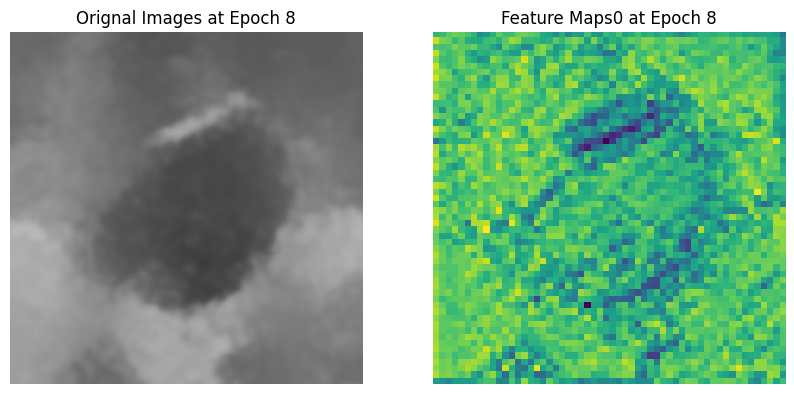 Orignal Images at Epoch 8
Feature Maps0 at Epoch 8